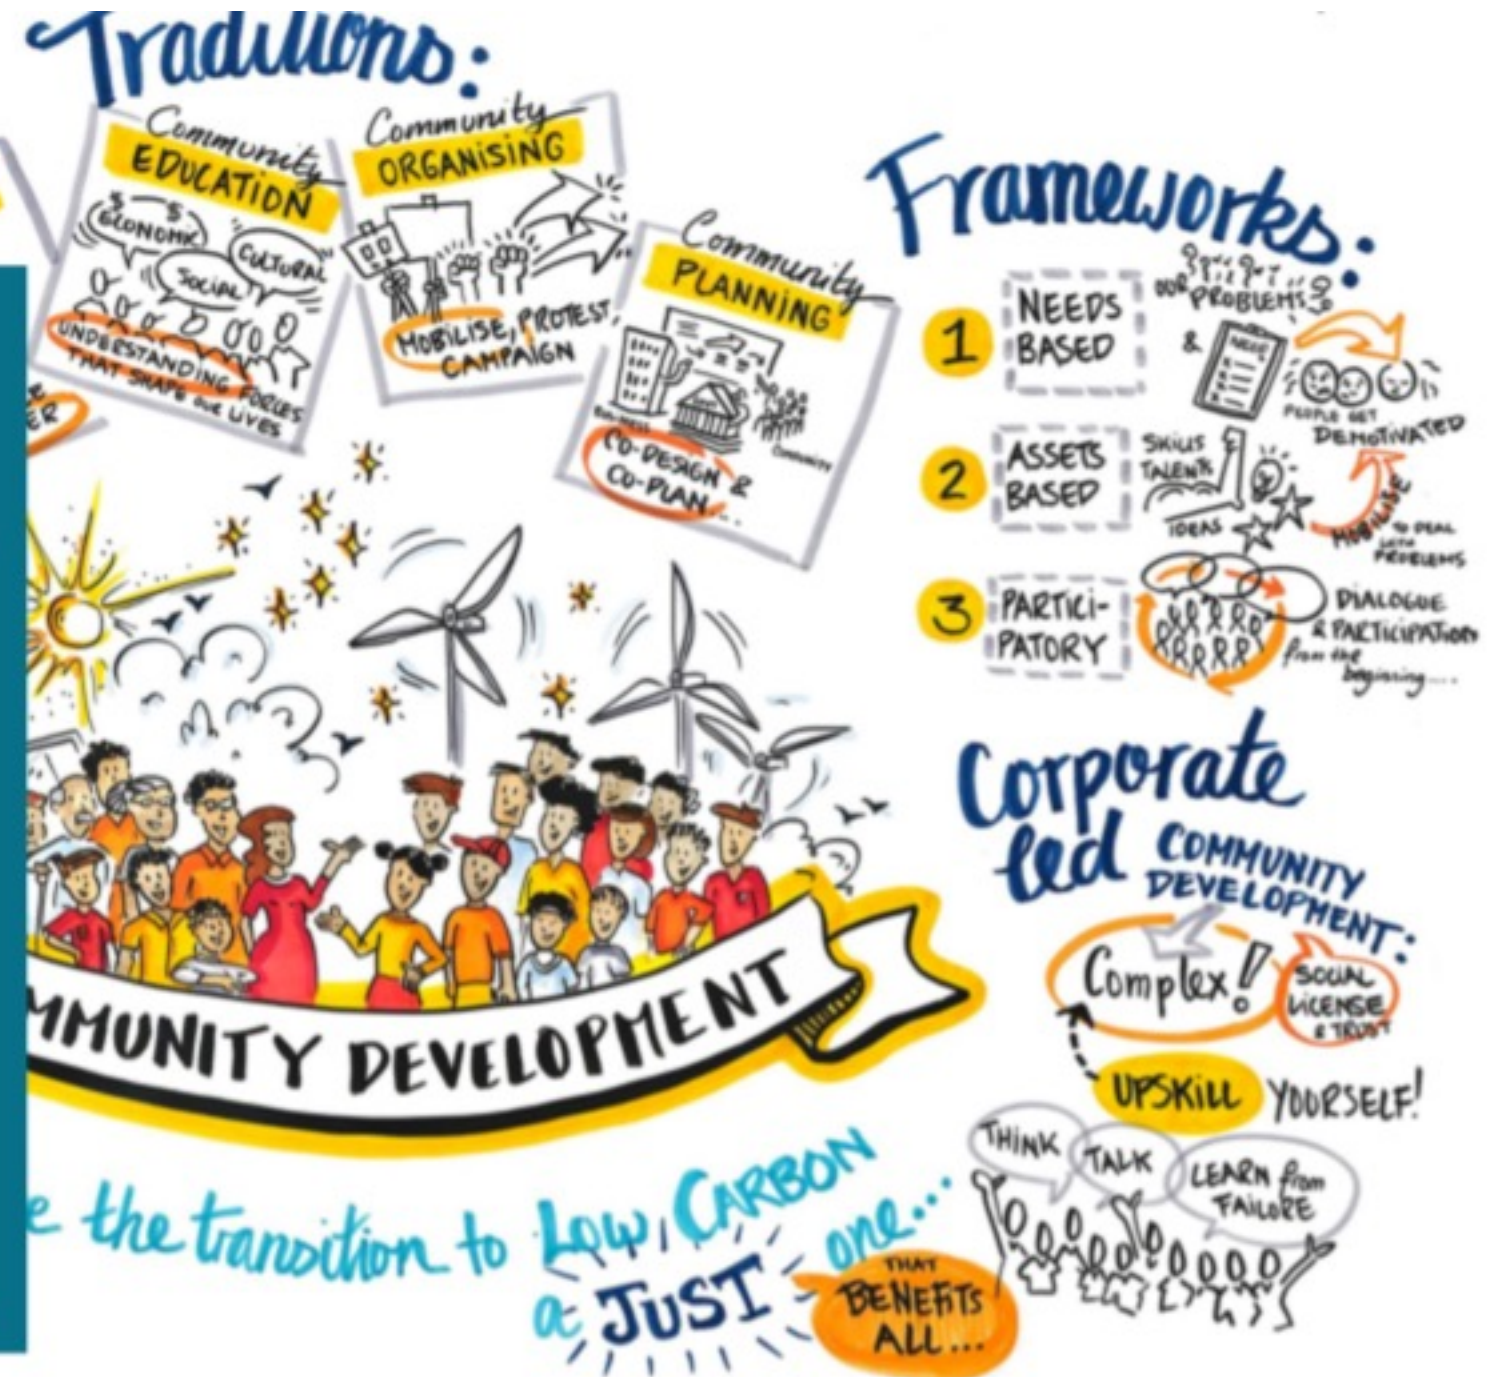 Traditions:
Community
EDUCATION
$ $
ECONOMIC
CULTURAL
SOCIAL
UNDERSTANDING FORCES
THAT SHAPE OUR LIVES
Community
ORGANISING
MOBILISE, PROTEST,
CAMPAIGN
Community
PLANNING
BUSINESS
COMMUNITY
CO-DESIGN &
CO-PLAN...
ER
Frameworks:
1
NEEDS
BASED
OUR
PROBLEMS
&
NEEDS
PEOPLE GET
DEMOTIVATED
2
ASSETS
BASED
SKILLS
TALENTS
IDEAS
MOBILISE
TO DEAL
WITH
PROBLEMS
3
PARTICI-
PATORY
DIALOGUE
& PARTICIPATION
from the
beginning....
Corporate
led COMMUNITY
DEVELOPMENT:
Complex!
SOCIAL
LICENSE
& TRUST
UPSKILL YOURSELF!
THINK
TALK
LEARN from
FAILURE
MMUNITY DEVELOPMENT
e the transition to LOW CARBON
a JUST one...
THAT
BENEFITS
ALL...